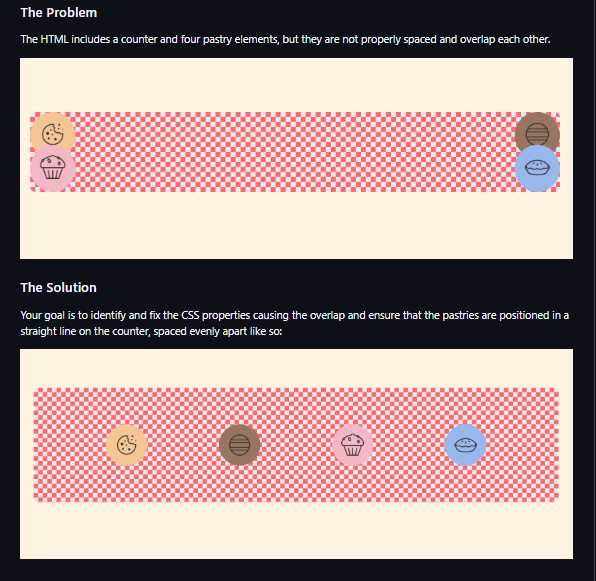 The Problem
The HTML includes a counter and four pastry elements, but they are not properly spaced and overlap each other.
The Solution
Your goal is to identify and fix the CSS properties causing the overlap and ensure that the pastries are positioned in a
straight line on the counter, spaced evenly apart like so: